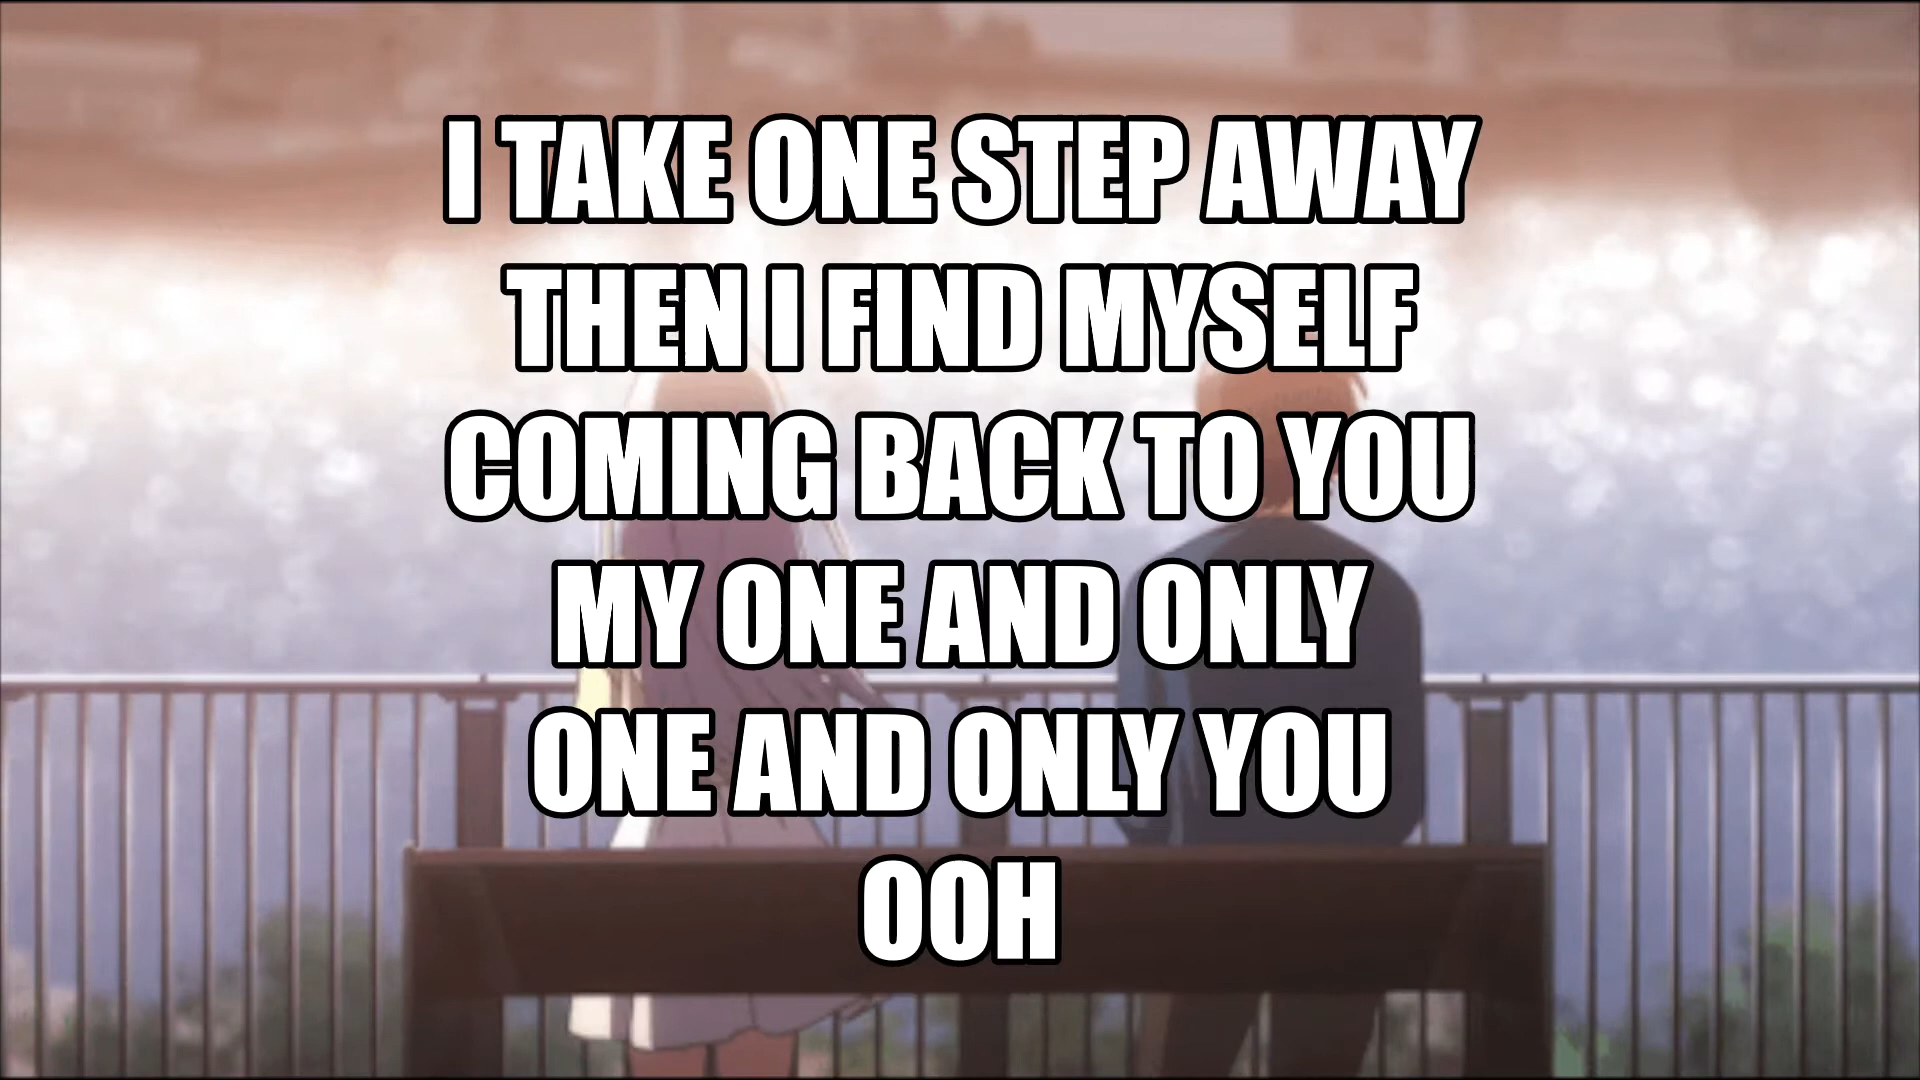 I TAKE ONE STEP AWAY
THEN I FIND MYSELF
COMING BACK TO YOU
MY ONE AND ONLY
ONE AND ONLY YOU
OOH